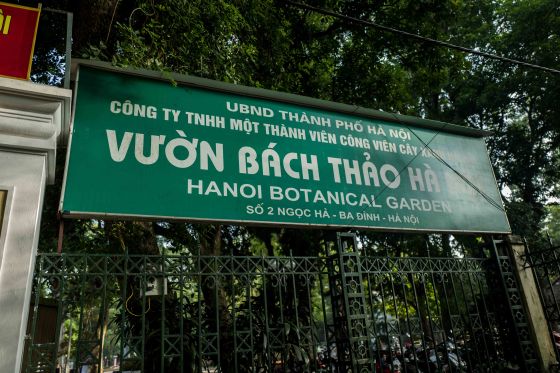 ỘI
UBND THÀNH PHỐ HÀ NỘI
CÔNG TY TNHH MỘT THÀNH VIÊN CÔNG VIÊN CÂY
VƯỜN BÁCH THẢO HÀ
HANOI BOTANICAL GARDEN
SỐ 2 NGỌC HÀ - BA ĐÌNH - HÀ NỘI